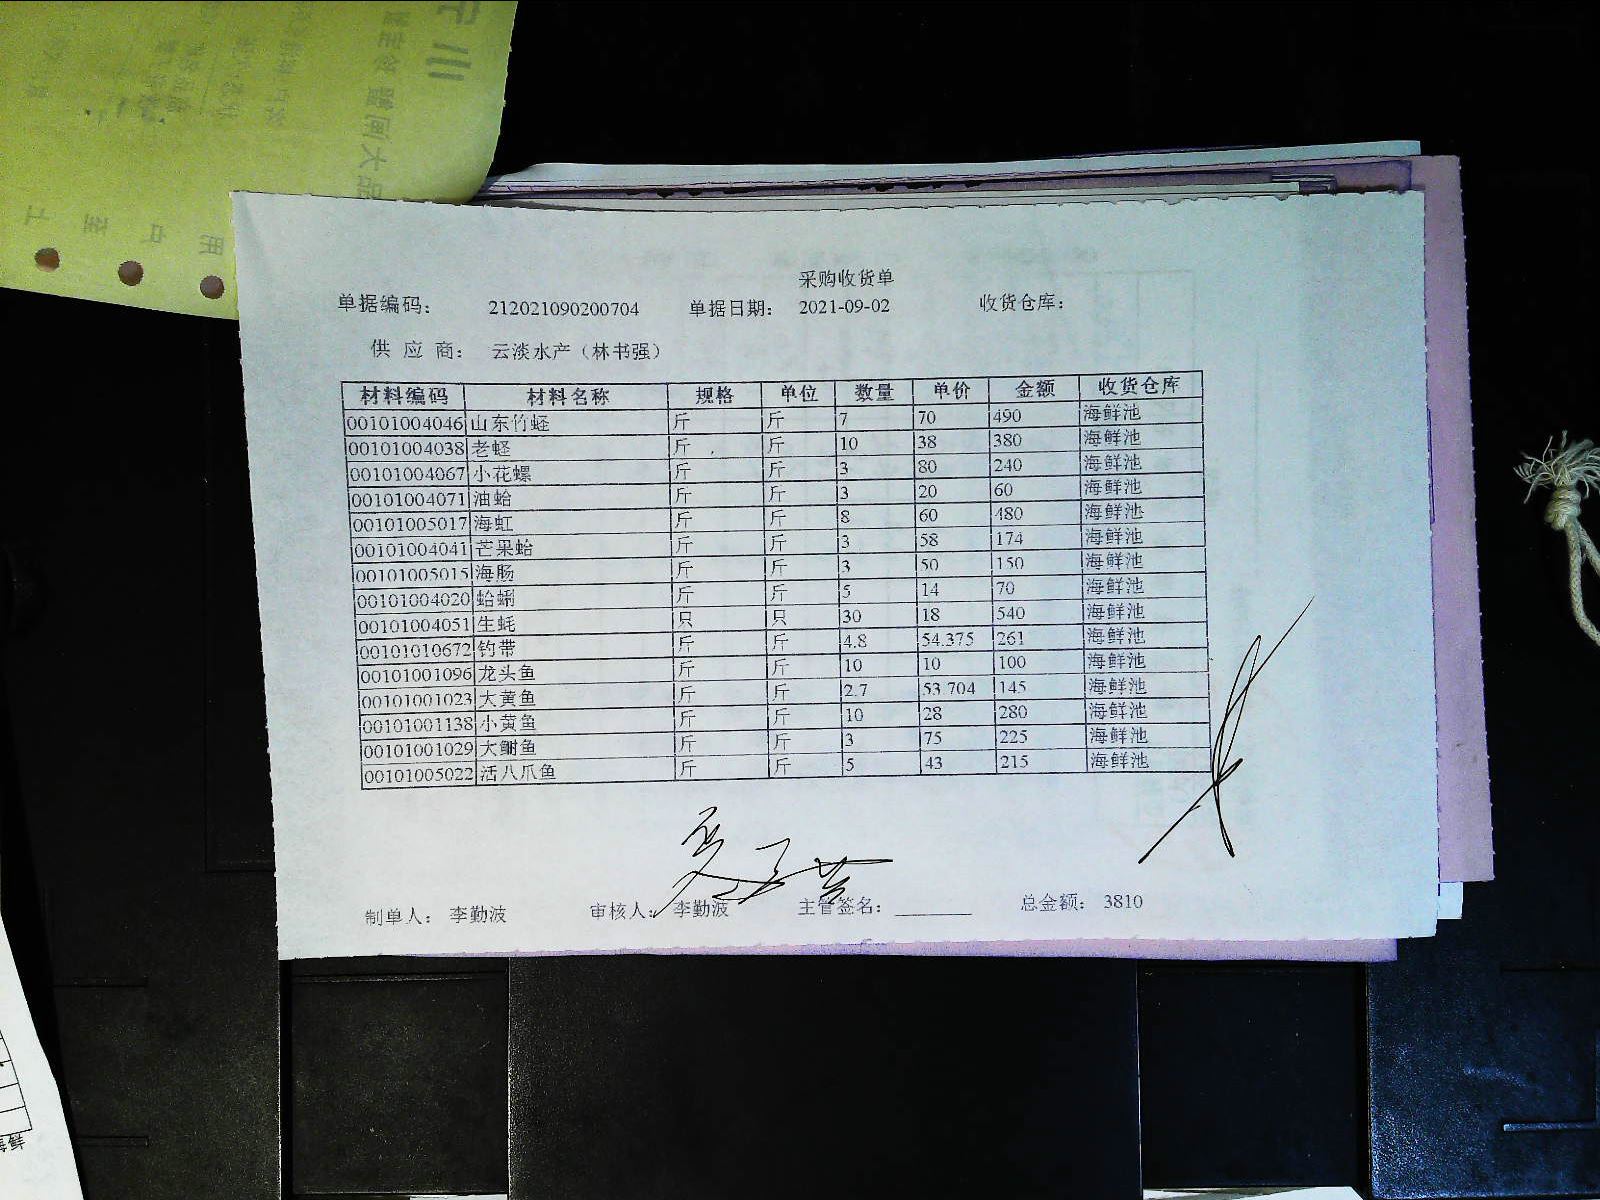 采购收货单
单据编码： 212021090200704 单据日期： 2021-09-02 收货仓库：
供 应 商： 云淡水产（林书强）
材料编码 材料名称 规格 单位 数量 单价 金额 收货仓库
00101004046 山东竹蛏 斤 斤 7 70 490 海鲜池
00101004038 老蛏 斤 斤 10 38 380 海鲜池
00101004067 小花螺 斤 斤 3 80 240 海鲜池
00101004071 油蛤 斤 斤 3 20 60 海鲜池
00101005017 海虹 斤 斤 8 60 480 海鲜池
00101004041 芒果蛤 斤 斤 3 58 174 海鲜池
00101005015 海肠 斤 斤 3 50 150 海鲜池
00101004020 蛤蜊 斤 斤 5 14 70 海鲜池
00101004051 生蚝 只 只 30 18 540 海鲜池
00101010672 钓带 斤 斤 4.8 54.375 261 海鲜池
00101001096 龙头鱼 斤 斤 10 10 100 海鲜池
00101001023 大黄鱼 斤 斤 2.7 53.704 145 海鲜池
00101001138 小黄鱼 斤 斤 10 28 280 海鲜池
00101001029 大鲥鱼 斤 斤 3 75 225 海鲜池
00101005022 活八爪鱼 斤 斤 5 43 215 海鲜池
制单人： 李勤波 审核人： 李勤波 主管签名： 总金额： 3810